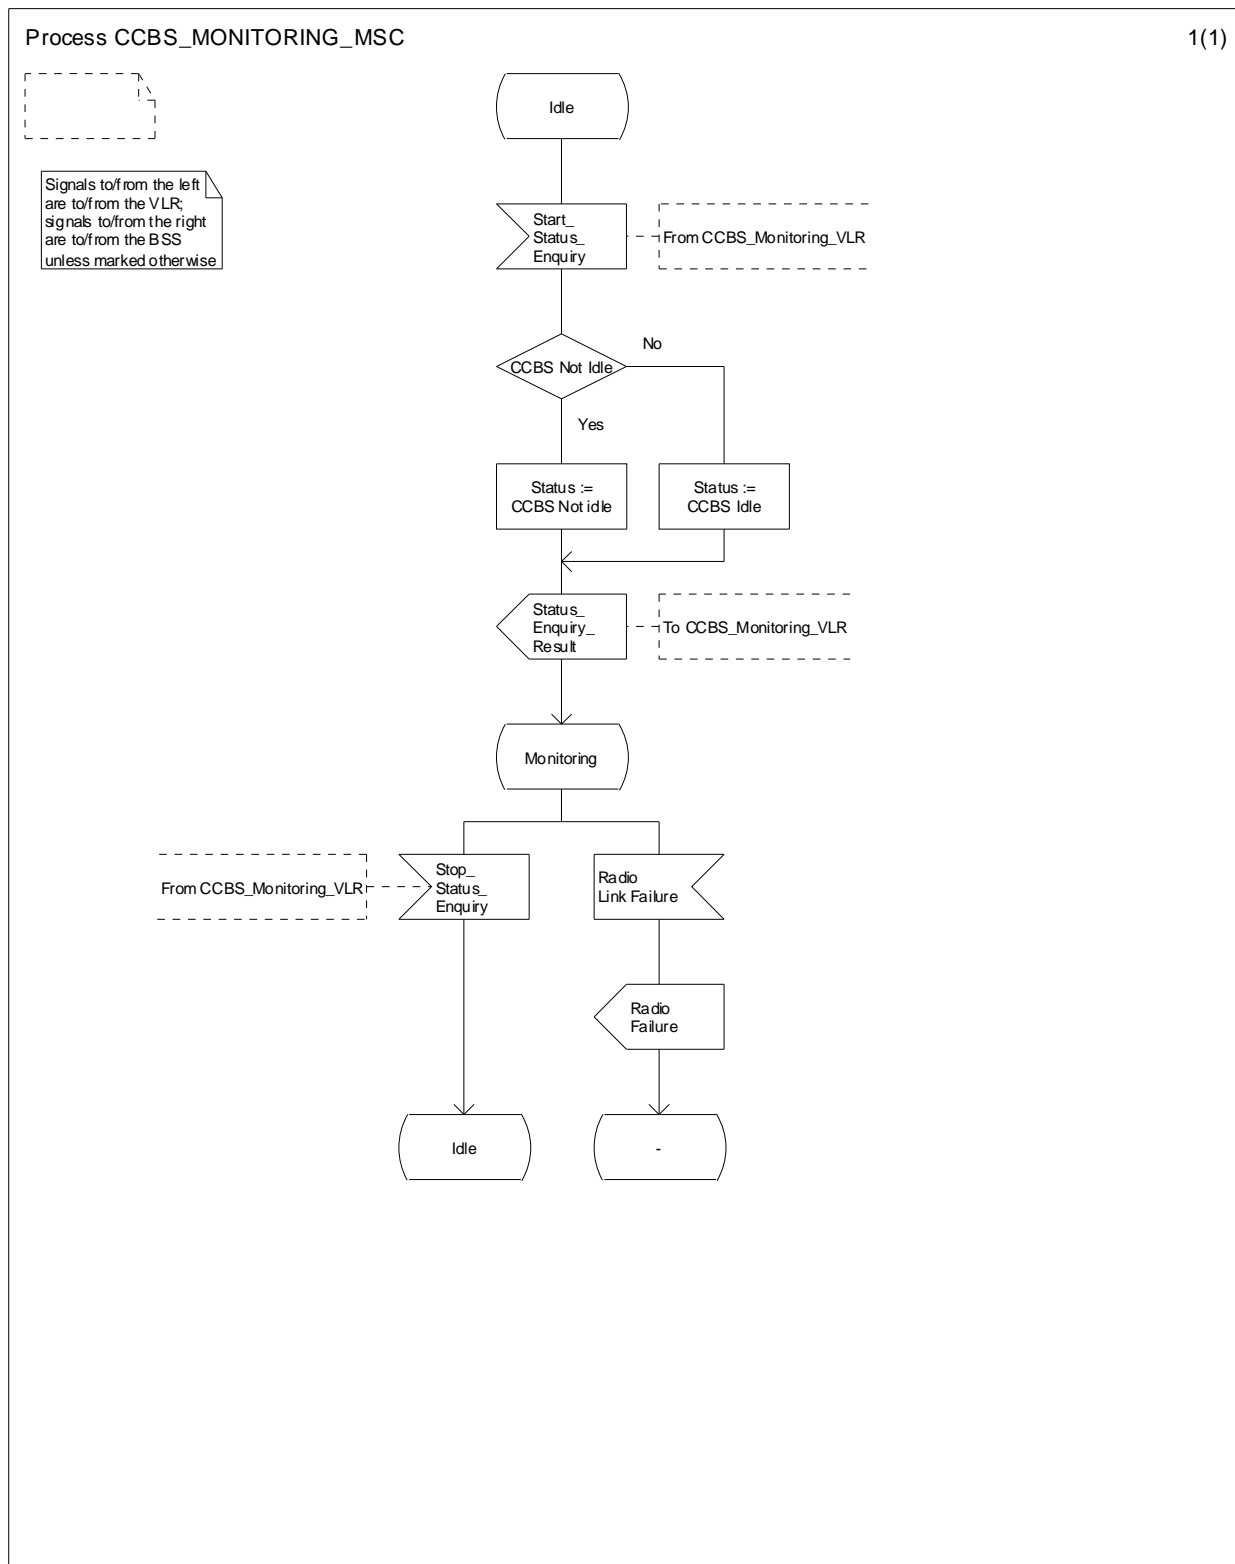 Process CCBS_MONITORING_MSC
1(1)
Idle
Signals to/from the left
are to/from the VLR;
signals to/from the right
are to/from the BSS
unless marked otherwise
Start_
Status_
Enquiry
From CCBS_Monitoring_VLR
CCBS Not Idle
No
Yes
Status :=
CCBS Not idle
Status :=
CCBS Idle
Status_
Enquiry_
Result
To CCBS_Monitoring_VLR
Monitoring
From CCBS_Monitoring_VLR
Stop_
Status_
Enquiry
Radio
Link Failure
Radio
Failure
Idle
-